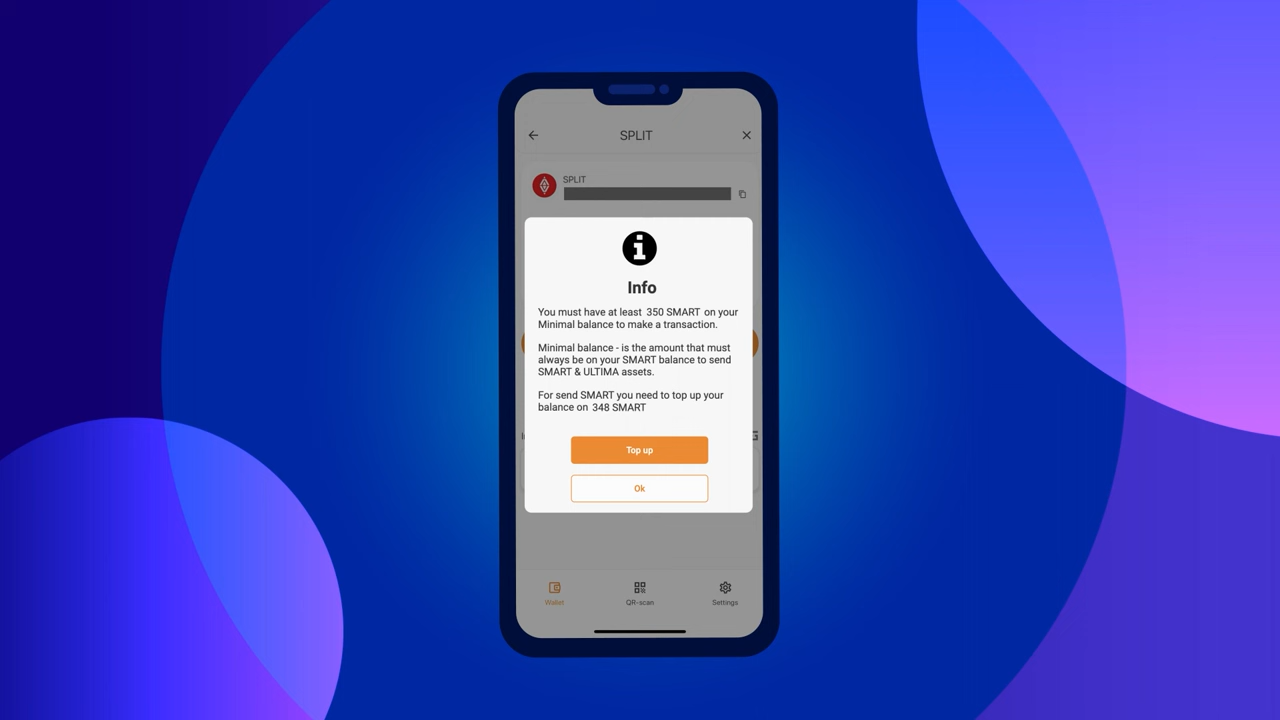 SPLIT
SPLIT
Info
You must have at least 350 SMART on your
Minimal balance to make a transaction.
Minimal balance - is the amount that must
always be on your SMART balance to send
SMART & ULTIMA assets.
For send SMART you need to top up your
balance on 348 SMART
Top up
Ok
Wallet
QR-scan
Settings